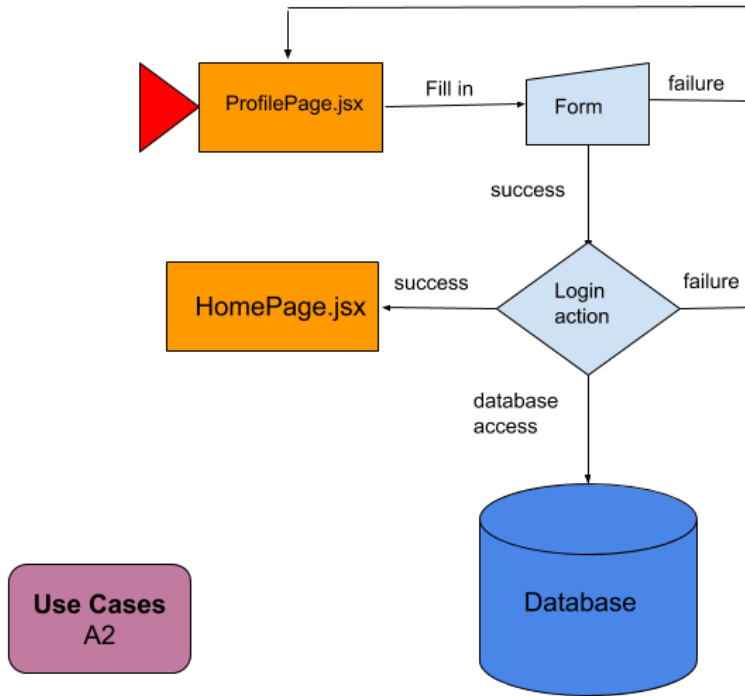 ProfilePage.jsx
Fill in
Form
failure
success
HomePage.jsx
success
Login
action
failure
database
access
Database
Use Cases
A2